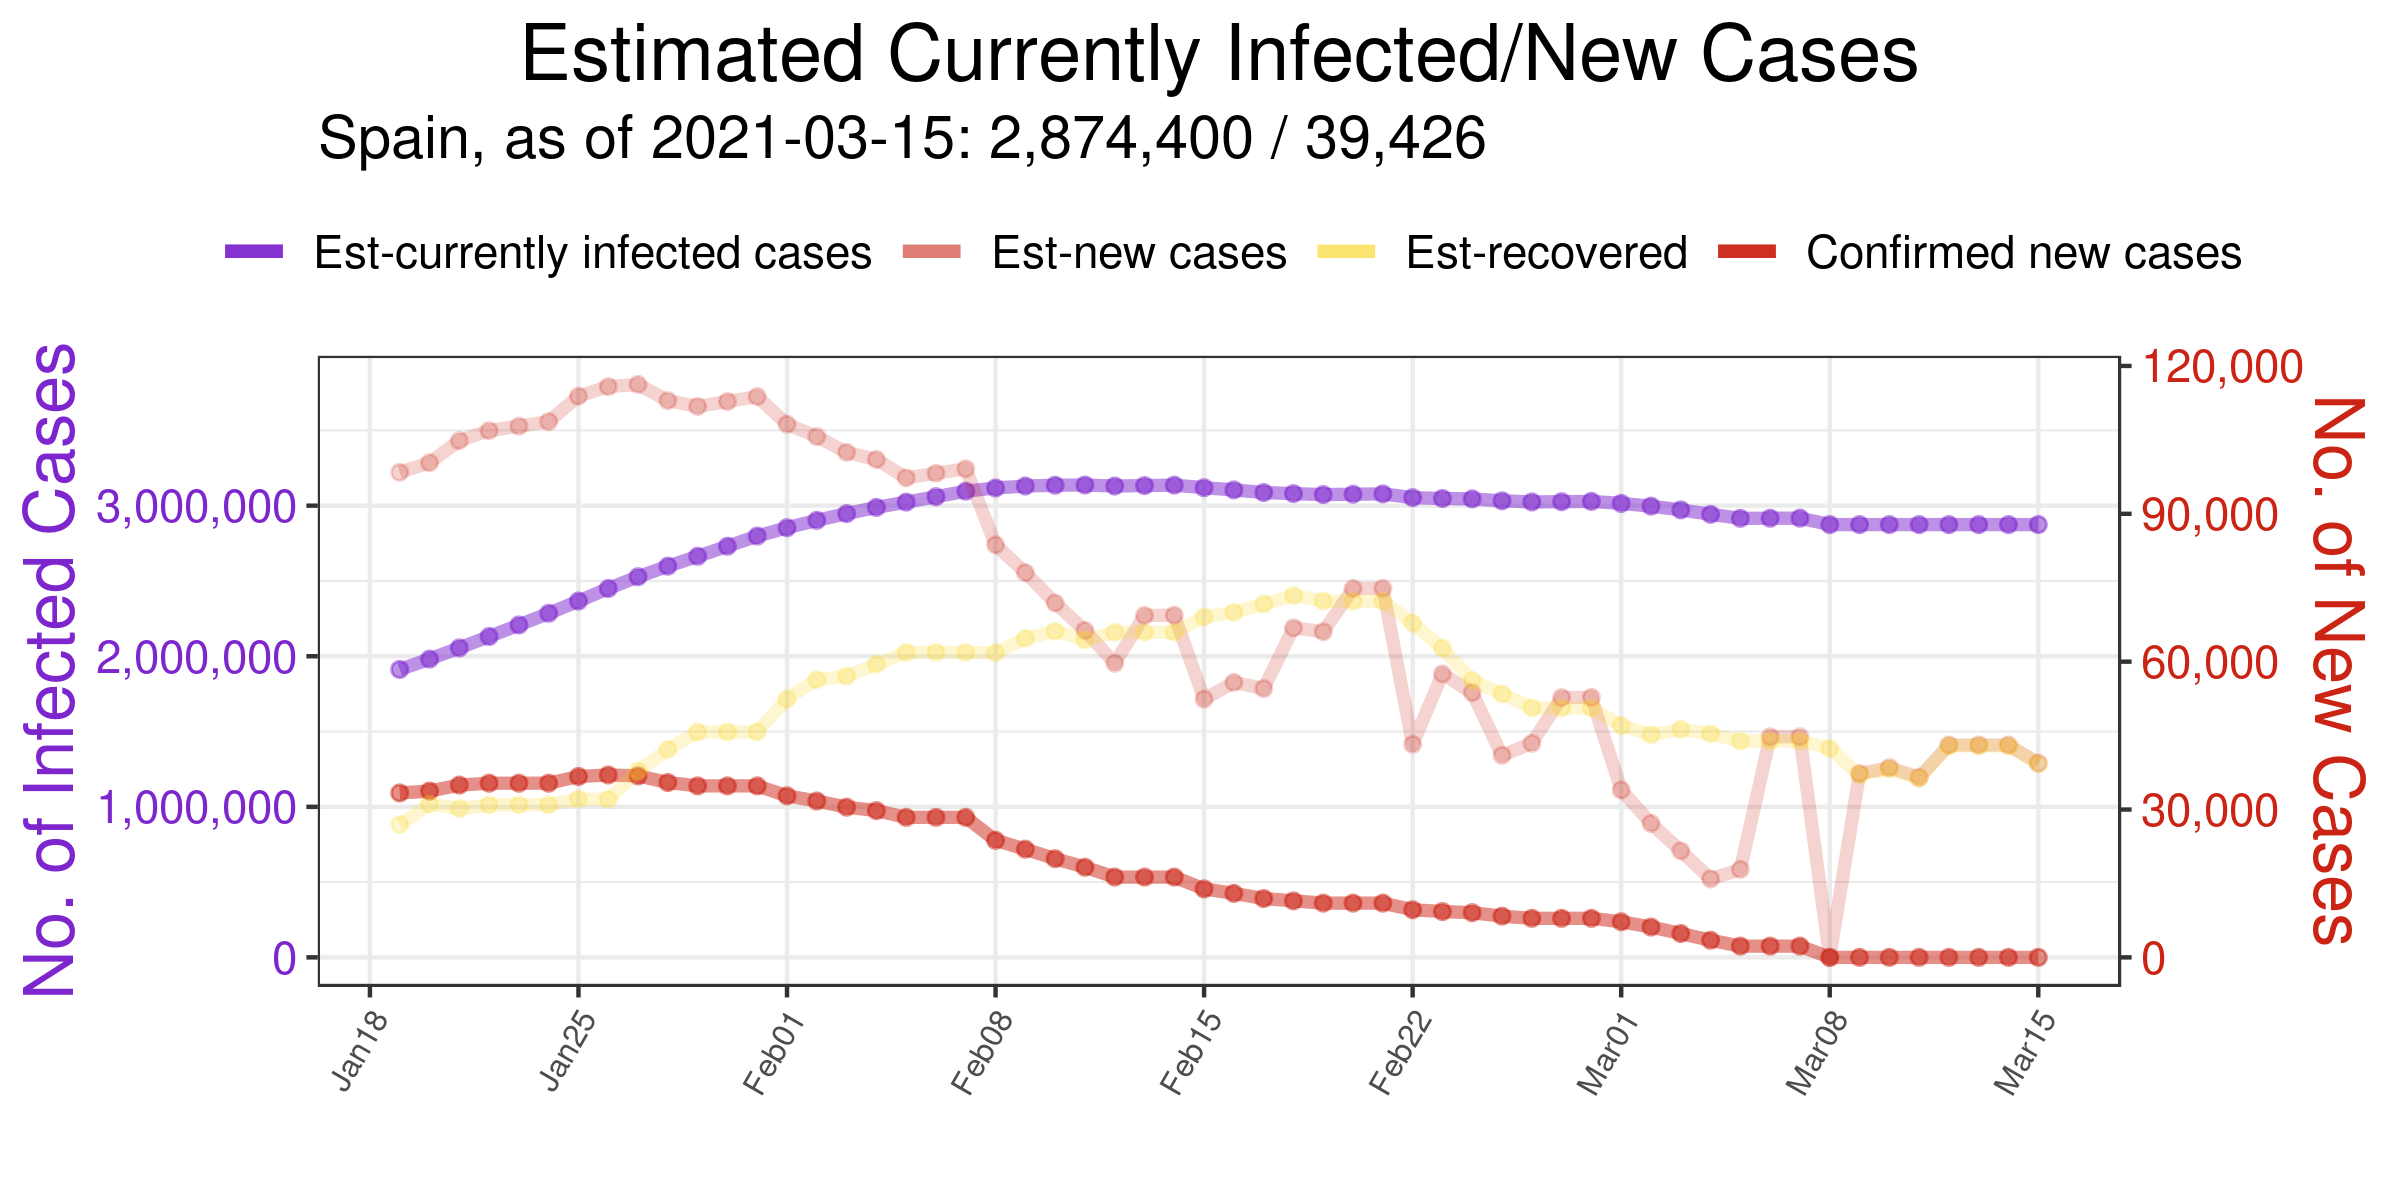 Estimated Currently Infected/New Cases
Spain, as of 2021-03-15: 2,874,400 / 39,426
Est-currently infected cases Est-new cases Est-recovered Confirmed new cases
No. of Infected Cases
3,000,000
2,000,000
1,000,000
0
120,000
90,000
60,000
30,000
0
No. of New Cases
Jan18 Jan25 Feb01 Feb08 Feb15 Feb22 Mar01 Mar08 Mar15